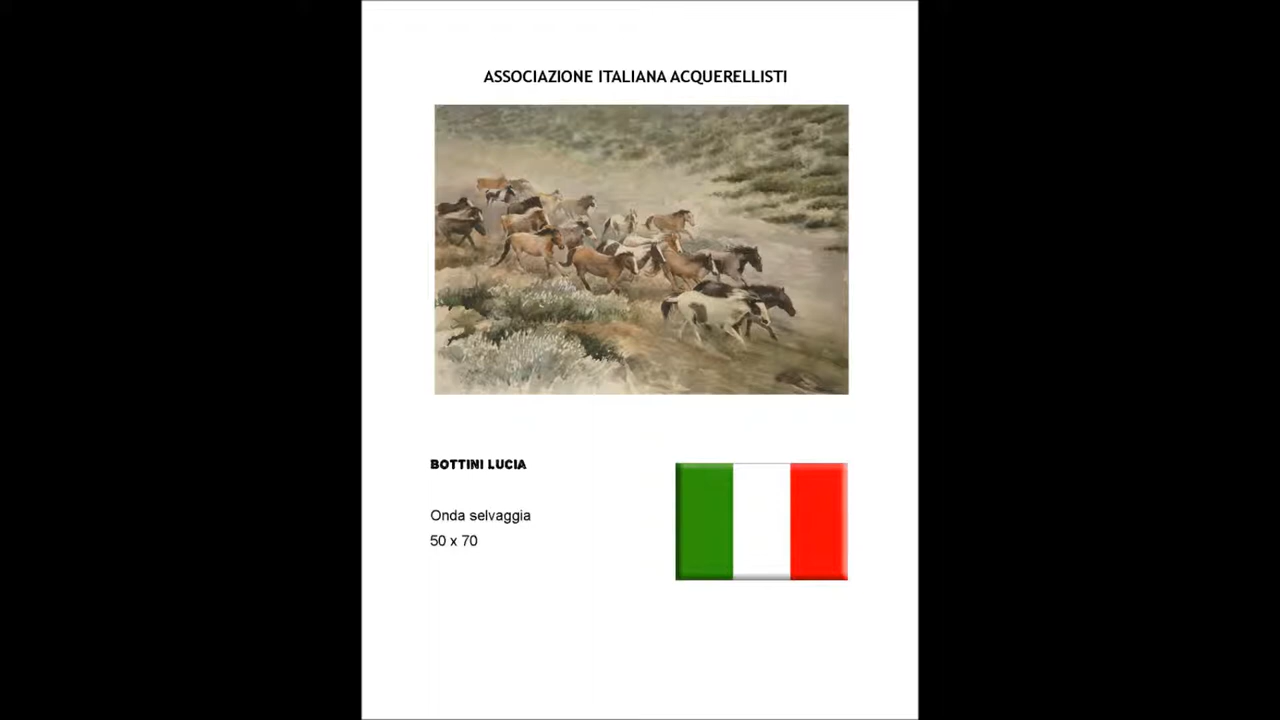 ASSOCIAZIONE ITALIANA ACQUERELLISTI
BOTTINI LUCIA
Onda selvaggia
50 x 70